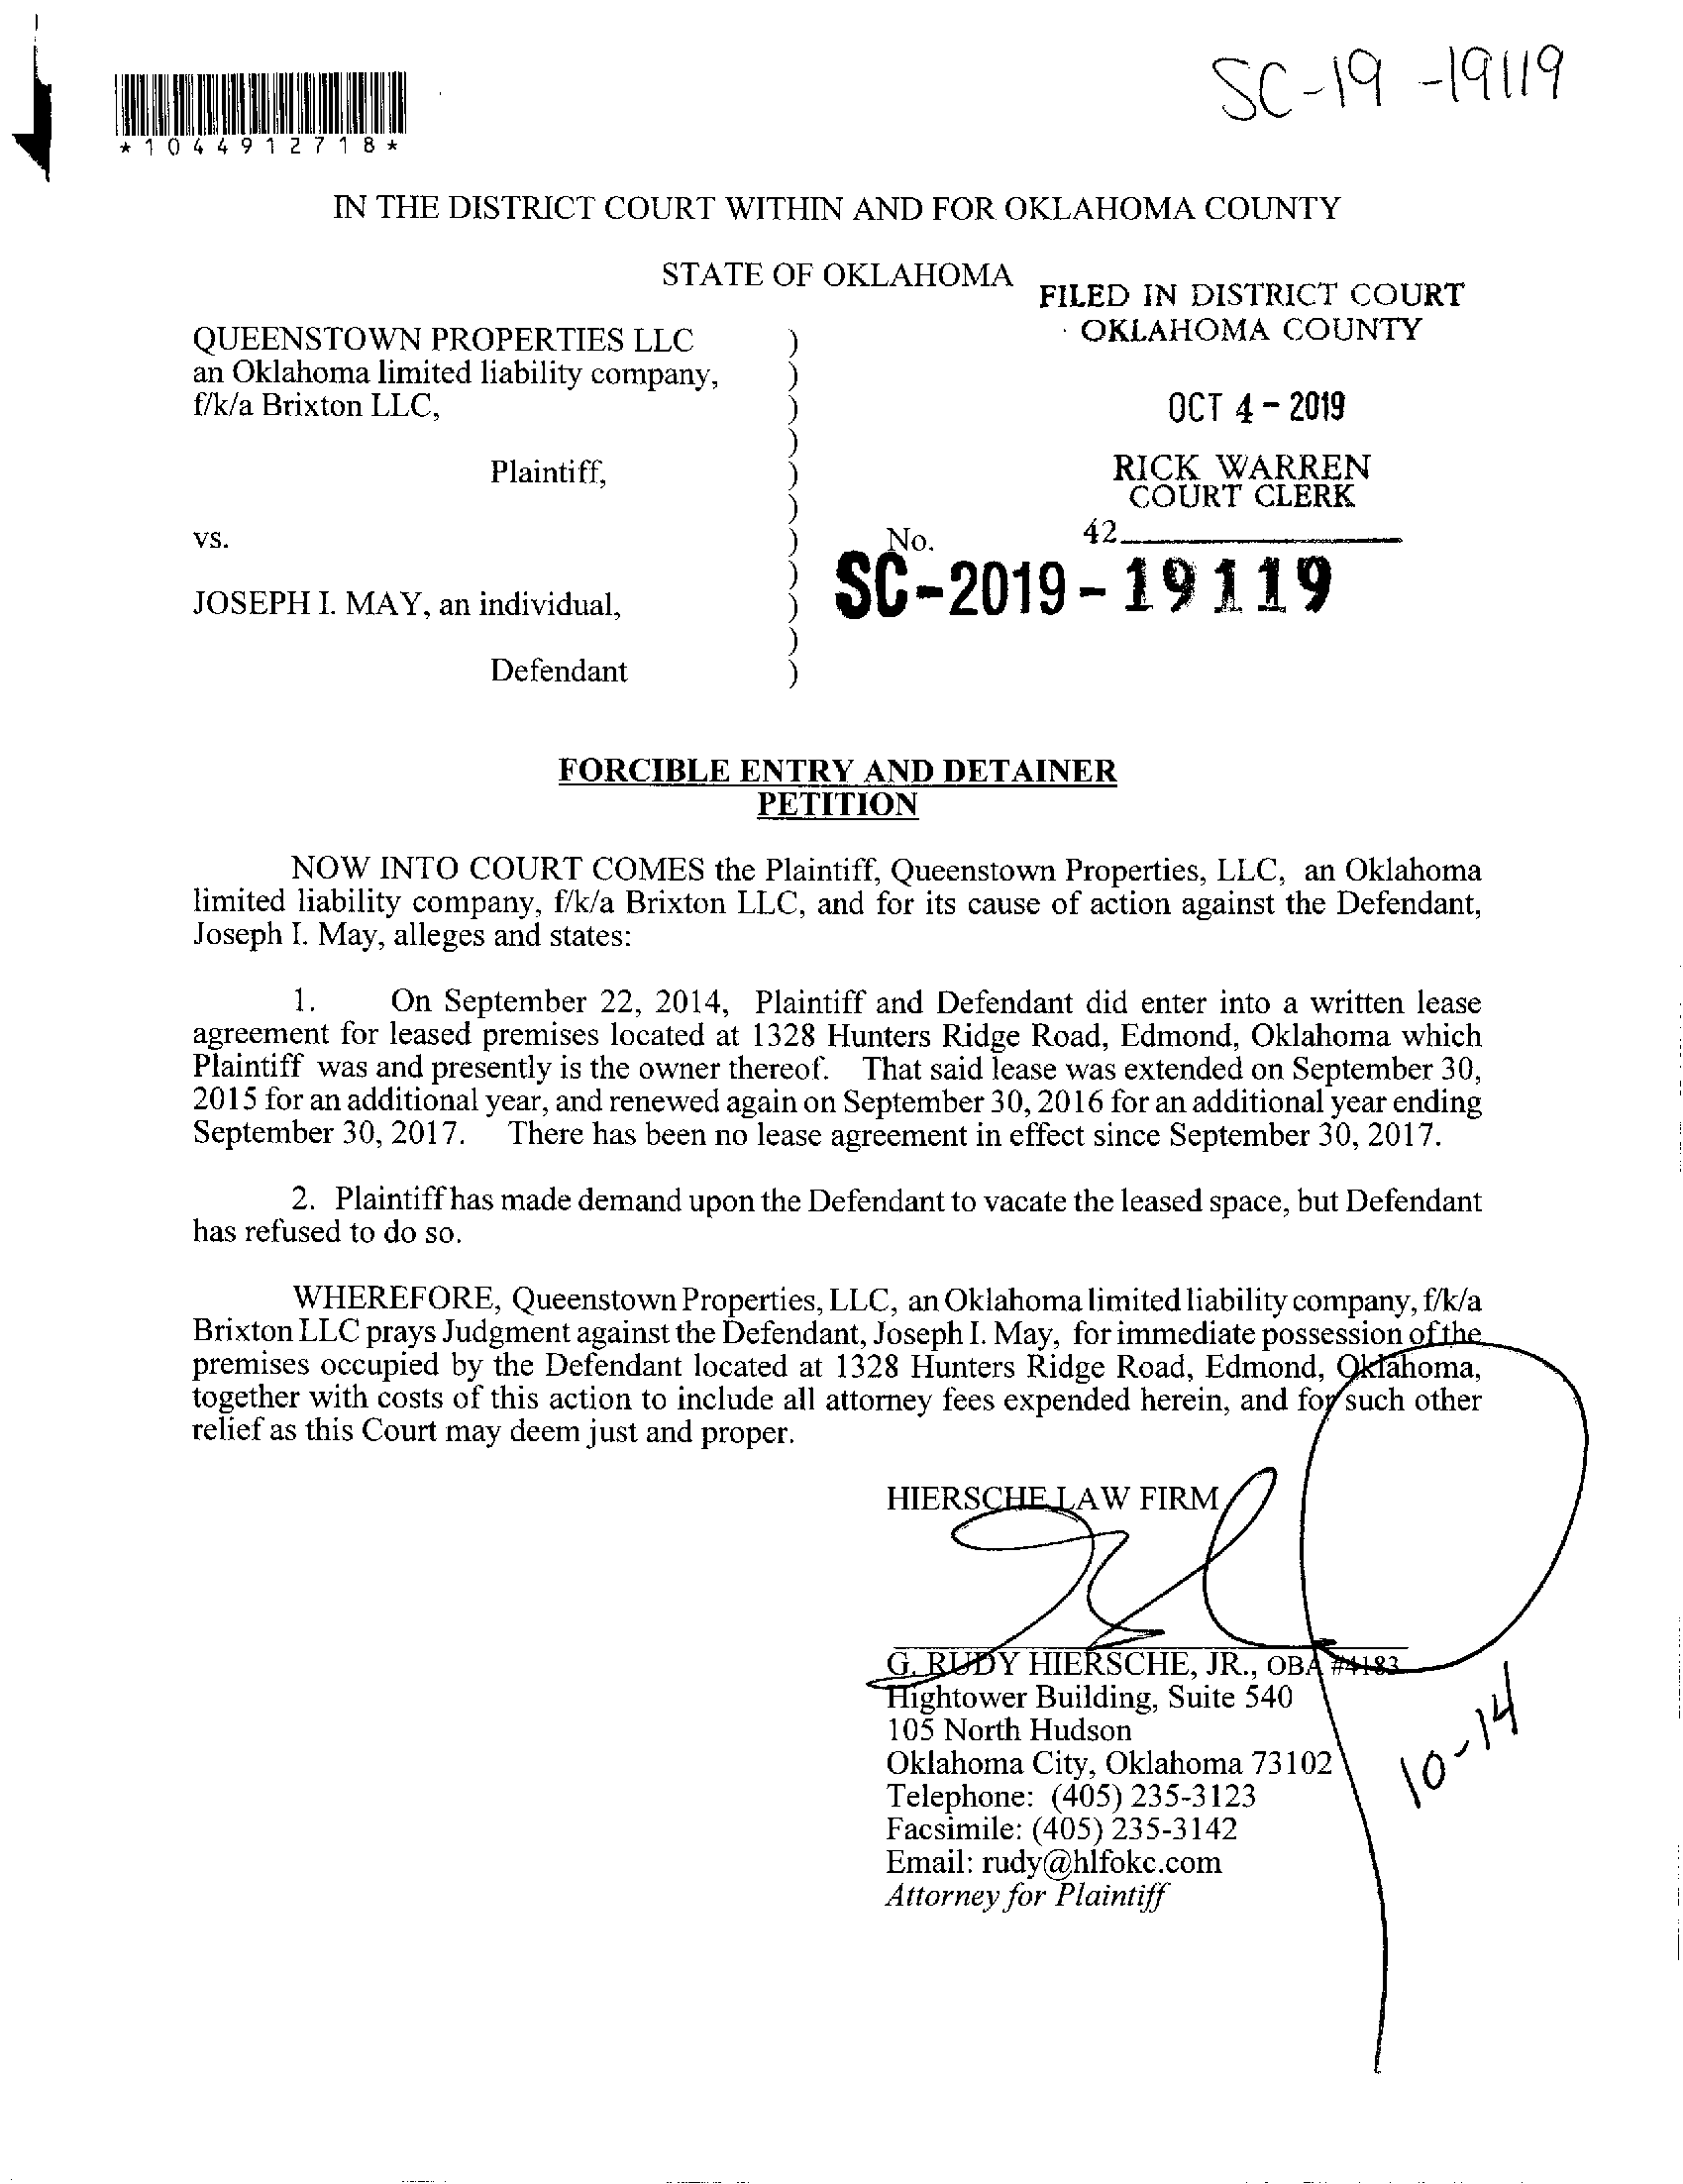 SC-19-19119
*1044912718*
IN THE DISTRICT COURT WITHIN AND FOR OKLAHOMA COUNTY
STATE OF OKLAHOMA
FILED IN DISTRICT COURT
OKLAHOMA COUNTY
OCT 4 - 2019
RICK WARREN
COURT CLERK
42
QUEENSTOWN PROPERTIES LLC )
an Oklahoma limited liability company, )
f/k/a Brixton LLC, )
)
Plaintiff, )
)
vs. ) No.
) SC-2019-19119
JOSEPH I. MAY, an individual, )
)
Defendant )
FORCIBLE ENTRY AND DETAINER
PETITION
NOW INTO COURT COMES the Plaintiff, Queenstown Properties, LLC, an Oklahoma
limited liability company, f/k/a Brixton LLC, and for its cause of action against the Defendant,
Joseph I. May, alleges and states:
1. On September 22, 2014, Plaintiff and Defendant did enter into a written lease
agreement for leased premises located at 1328 Hunters Ridge Road, Edmond, Oklahoma which
Plaintiff was and presently is the owner thereof. That said lease was extended on September 30,
2015 for an additional year, and renewed again on September 30, 2016 for an additional year ending
September 30, 2017. There has been no lease agreement in effect since September 30, 2017.
2. Plaintiff has made demand upon the Defendant to vacate the leased space, but Defendant
has refused to do so.
WHEREFORE, Queenstown Properties, LLC, an Oklahoma limited liability company, f/k/a
Brixton LLC prays Judgment against the Defendant, Joseph I. May, for immediate possession of the
premises occupied by the Defendant located at 1328 Hunters Ridge Road, Edmond, Oklahoma,
together with costs of this action to include all attorney fees expended herein, and for such other
relief as this Court may deem just and proper.
HIERSCHE LAW FIRM
G. RUDY HIERSCHE, JR., OBA #4183
Hightower Building, Suite 540
105 North Hudson
Oklahoma City, Oklahoma 73102
Telephone: (405) 235-3123
Facsimile: (405) 235-3142
Email: rudy@hlfokc.com
Attorney for Plaintiff
10-14